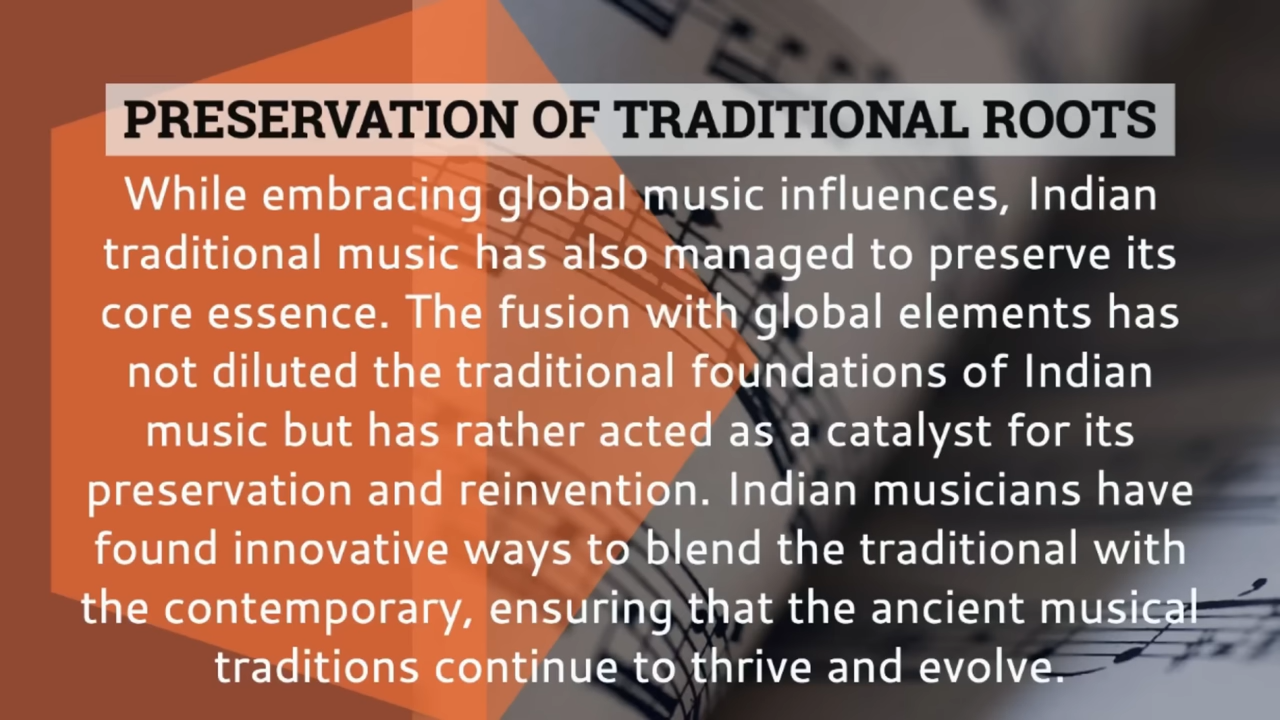 PRESERVATION OF TRADITIONAL ROOTS
While embracing global music influences, Indian
traditional music has also managed to preserve its
core essence. The fusion with global elements has
not diluted the traditional foundations of Indian
music but has rather acted as a catalyst for its
preservation and reinvention. Indian musicians have
found innovative ways to blend the traditional with
the contemporary, ensuring that the ancient musical
traditions continue to thrive and evolve.